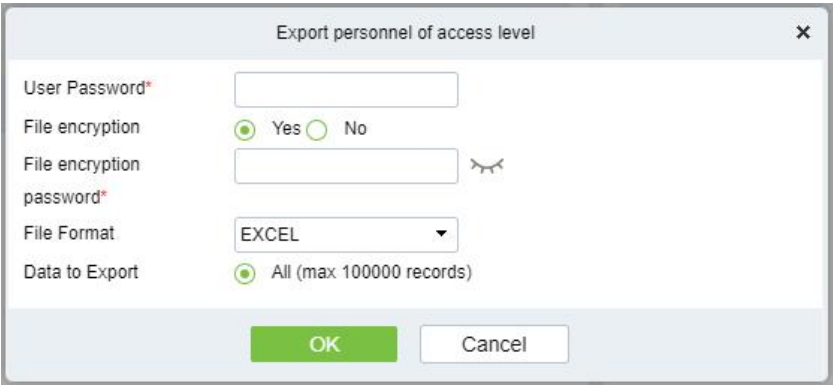 Export personnel of access level ×
User Password*
File encryption Yes No
File encryption
password*
File Format EXCEL
Data to Export All (max 100000 records)
OK Cancel